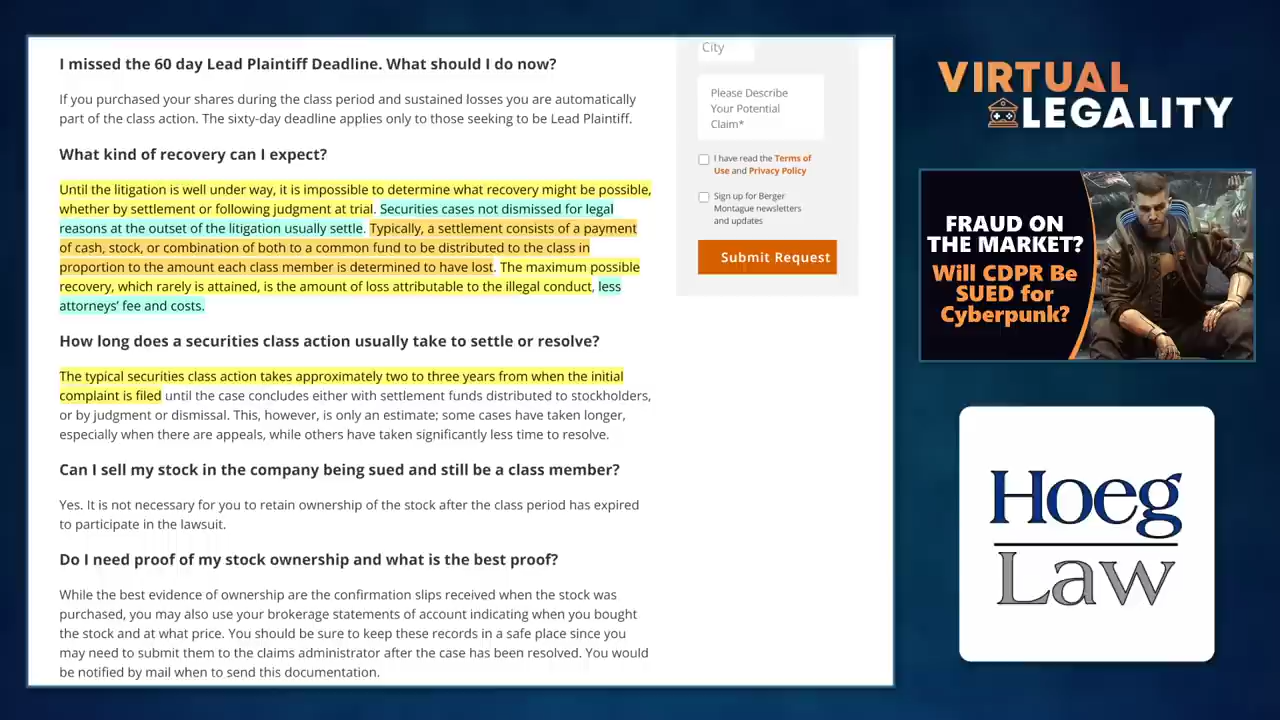 I missed the 60 day Lead Plaintiff Deadline. What should I do now?
If you purchased your shares during the class period and sustained losses you are automatically
part of the class action. The sixty-day deadline applies only to those seeking to be Lead Plaintiff.
What kind of recovery can I expect?
Until the litigation is well under way, it is impossible to determine what recovery might be possible,
whether by settlement or following judgment at trial. Securities cases not dismissed for legal
reasons at the outset of the litigation usually settle. Typically, a settlement consists of a payment
of cash, stock, or combination of both to a common fund to be distributed to the class in
proportion to the amount each class member is determined to have lost. The maximum possible
recovery, which rarely is attained, is the amount of loss attributable to the illegal conduct, less
attorneys’ fee and costs.
How long does a securities class action usually take to settle or resolve?
The typical securities class action takes approximately two to three years from when the initial
complaint is filed until the case concludes either with settlement funds distributed to stockholders,
or by judgment or dismissal. This, however, is only an estimate; some cases have taken longer,
especially when there are appeals, while others have taken significantly less time to resolve.
Can I sell my stock in the company being sued and still be a class member?
Yes. It is not necessary for you to retain ownership of the stock after the class period has expired
to participate in the lawsuit.
Do I need proof of my stock ownership and what is the best proof?
While the best evidence of ownership are the confirmation slips received when the stock was
purchased, you may also use your brokerage statements of account indicating when you bought
the stock and at what price. You should be sure to keep these records in a safe place since you
may need to submit them to the claims administrator after the case has been resolved. You would
be notified by mail when to send this documentation.
City
Please Describe
Your Potential
Claim*
I have read the Terms of
Use and Privacy Policy
Sign up for Berger
Montague newsletters
and updates
Submit Request
VIRTUAL
LEGALITY
FRAUD ON
THE MARKET?
Will CDPR Be
SUED for
Cyberpunk?
Hoeg
Law